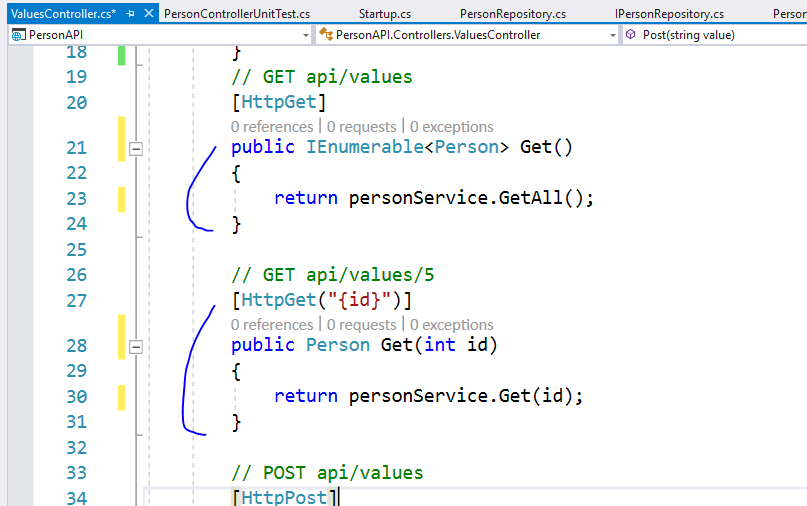 ValuesController.cs* PersonControllerUnitTest.cs Startup.cs PersonRepository.cs IPersonRepository.cs Person
PersonAPI PersonAPI.Controllers.ValuesController Post(string value)
18 }
19 // GET api/values
20 [HttpGet]
0 references | 0 requests | 0 exceptions
21 public IEnumerable<Person> Get()
22 {
23 return personService.GetAll();
24 }
25
26 // GET api/values/5
27 [HttpGet("{id}")]
0 references | 0 requests | 0 exceptions
28 public Person Get(int id)
29 {
30 return personService.Get(id);
31 }
32
33 // POST api/values
34 [HttpPost]